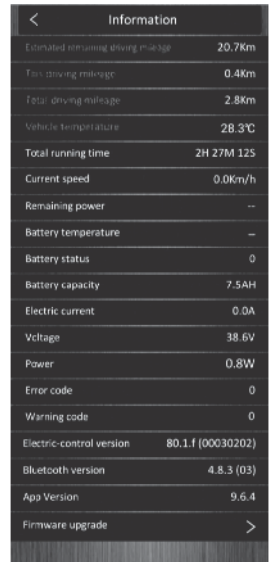 < Information
Estimated remaining driving mileage 20.7Km
This driving mileage 0.4Km
Total driving mileage 2.8Km
Vehicle temperature 28.3℃
Total running time 2H 27M 12S
Current speed 0.0Km/h
Remaining power --
Battery temperature --
Battery status 0
Battery capacity 7.5AH
Electric current 0.0A
Voltage 38.6V
Power 0.8W
Error code 0
Warning code 0
Electric-control version 80.1.f (00030202)
Bluetooth version 4.8.3 (03)
App Version 9.6.4
Firmware upgrade >